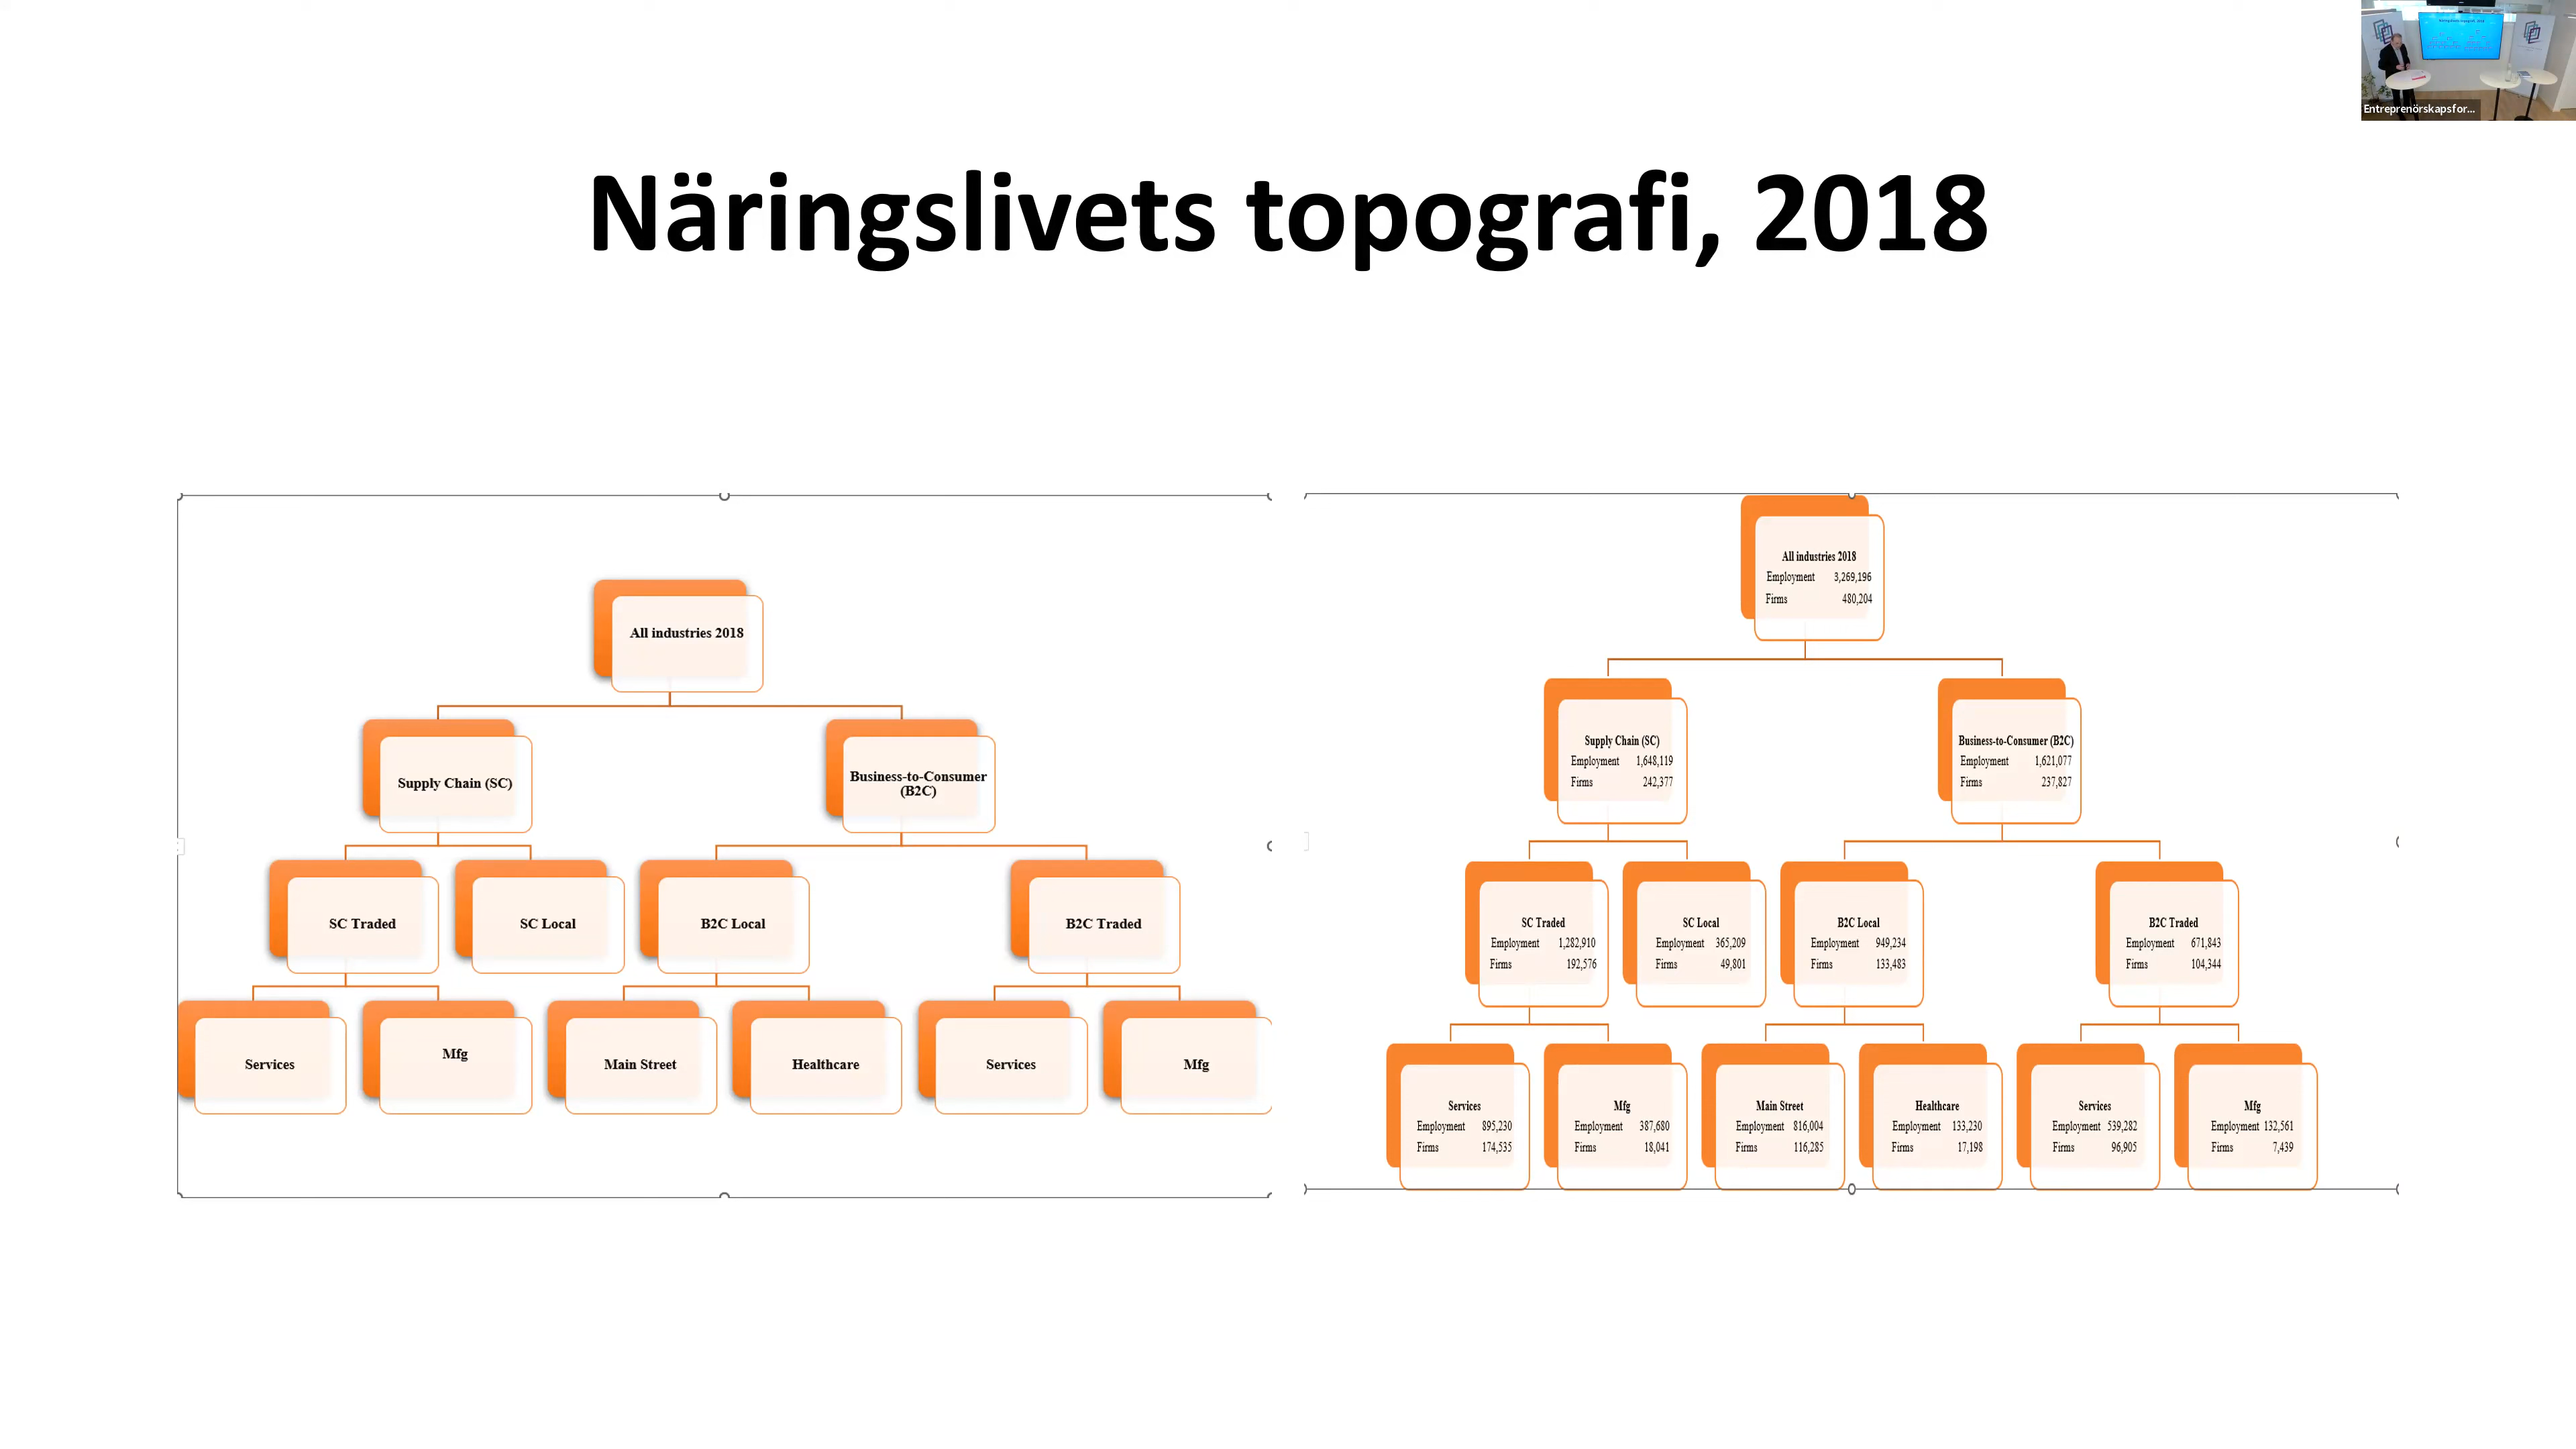 Entreprenörskapsfor...
Näringslivets topografi, 2018
All industries 2018
Supply Chain (SC)
Business-to-Consumer
(B2C)
SC Traded
SC Local
B2C Local
B2C Traded
Services
Mfg
Main Street
Healthcare
Services
Mfg
All industries 2018
Employment 3,269,196
Firms 480,204
Supply Chain (SC)
Employment 1,648,119
Firms 242,377
Business-to-Consumer (B2C)
Employment 1,621,077
Firms 237,827
SC Traded
Employment 1,282,910
Firms 192,576
SC Local
Employment 365,209
Firms 49,801
B2C Local
Employment 949,234
Firms 133,483
B2C Traded
Employment 671,843
Firms 104,344
Services
Employment 895,230
Firms 174,535
Mfg
Employment 387,680
Firms 18,041
Main Street
Employment 816,004
Firms 116,285
Healthcare
Employment 133,230
Firms 17,198
Services
Employment 539,282
Firms 96,905
Mfg
Employment 132,561
Firms 7,439